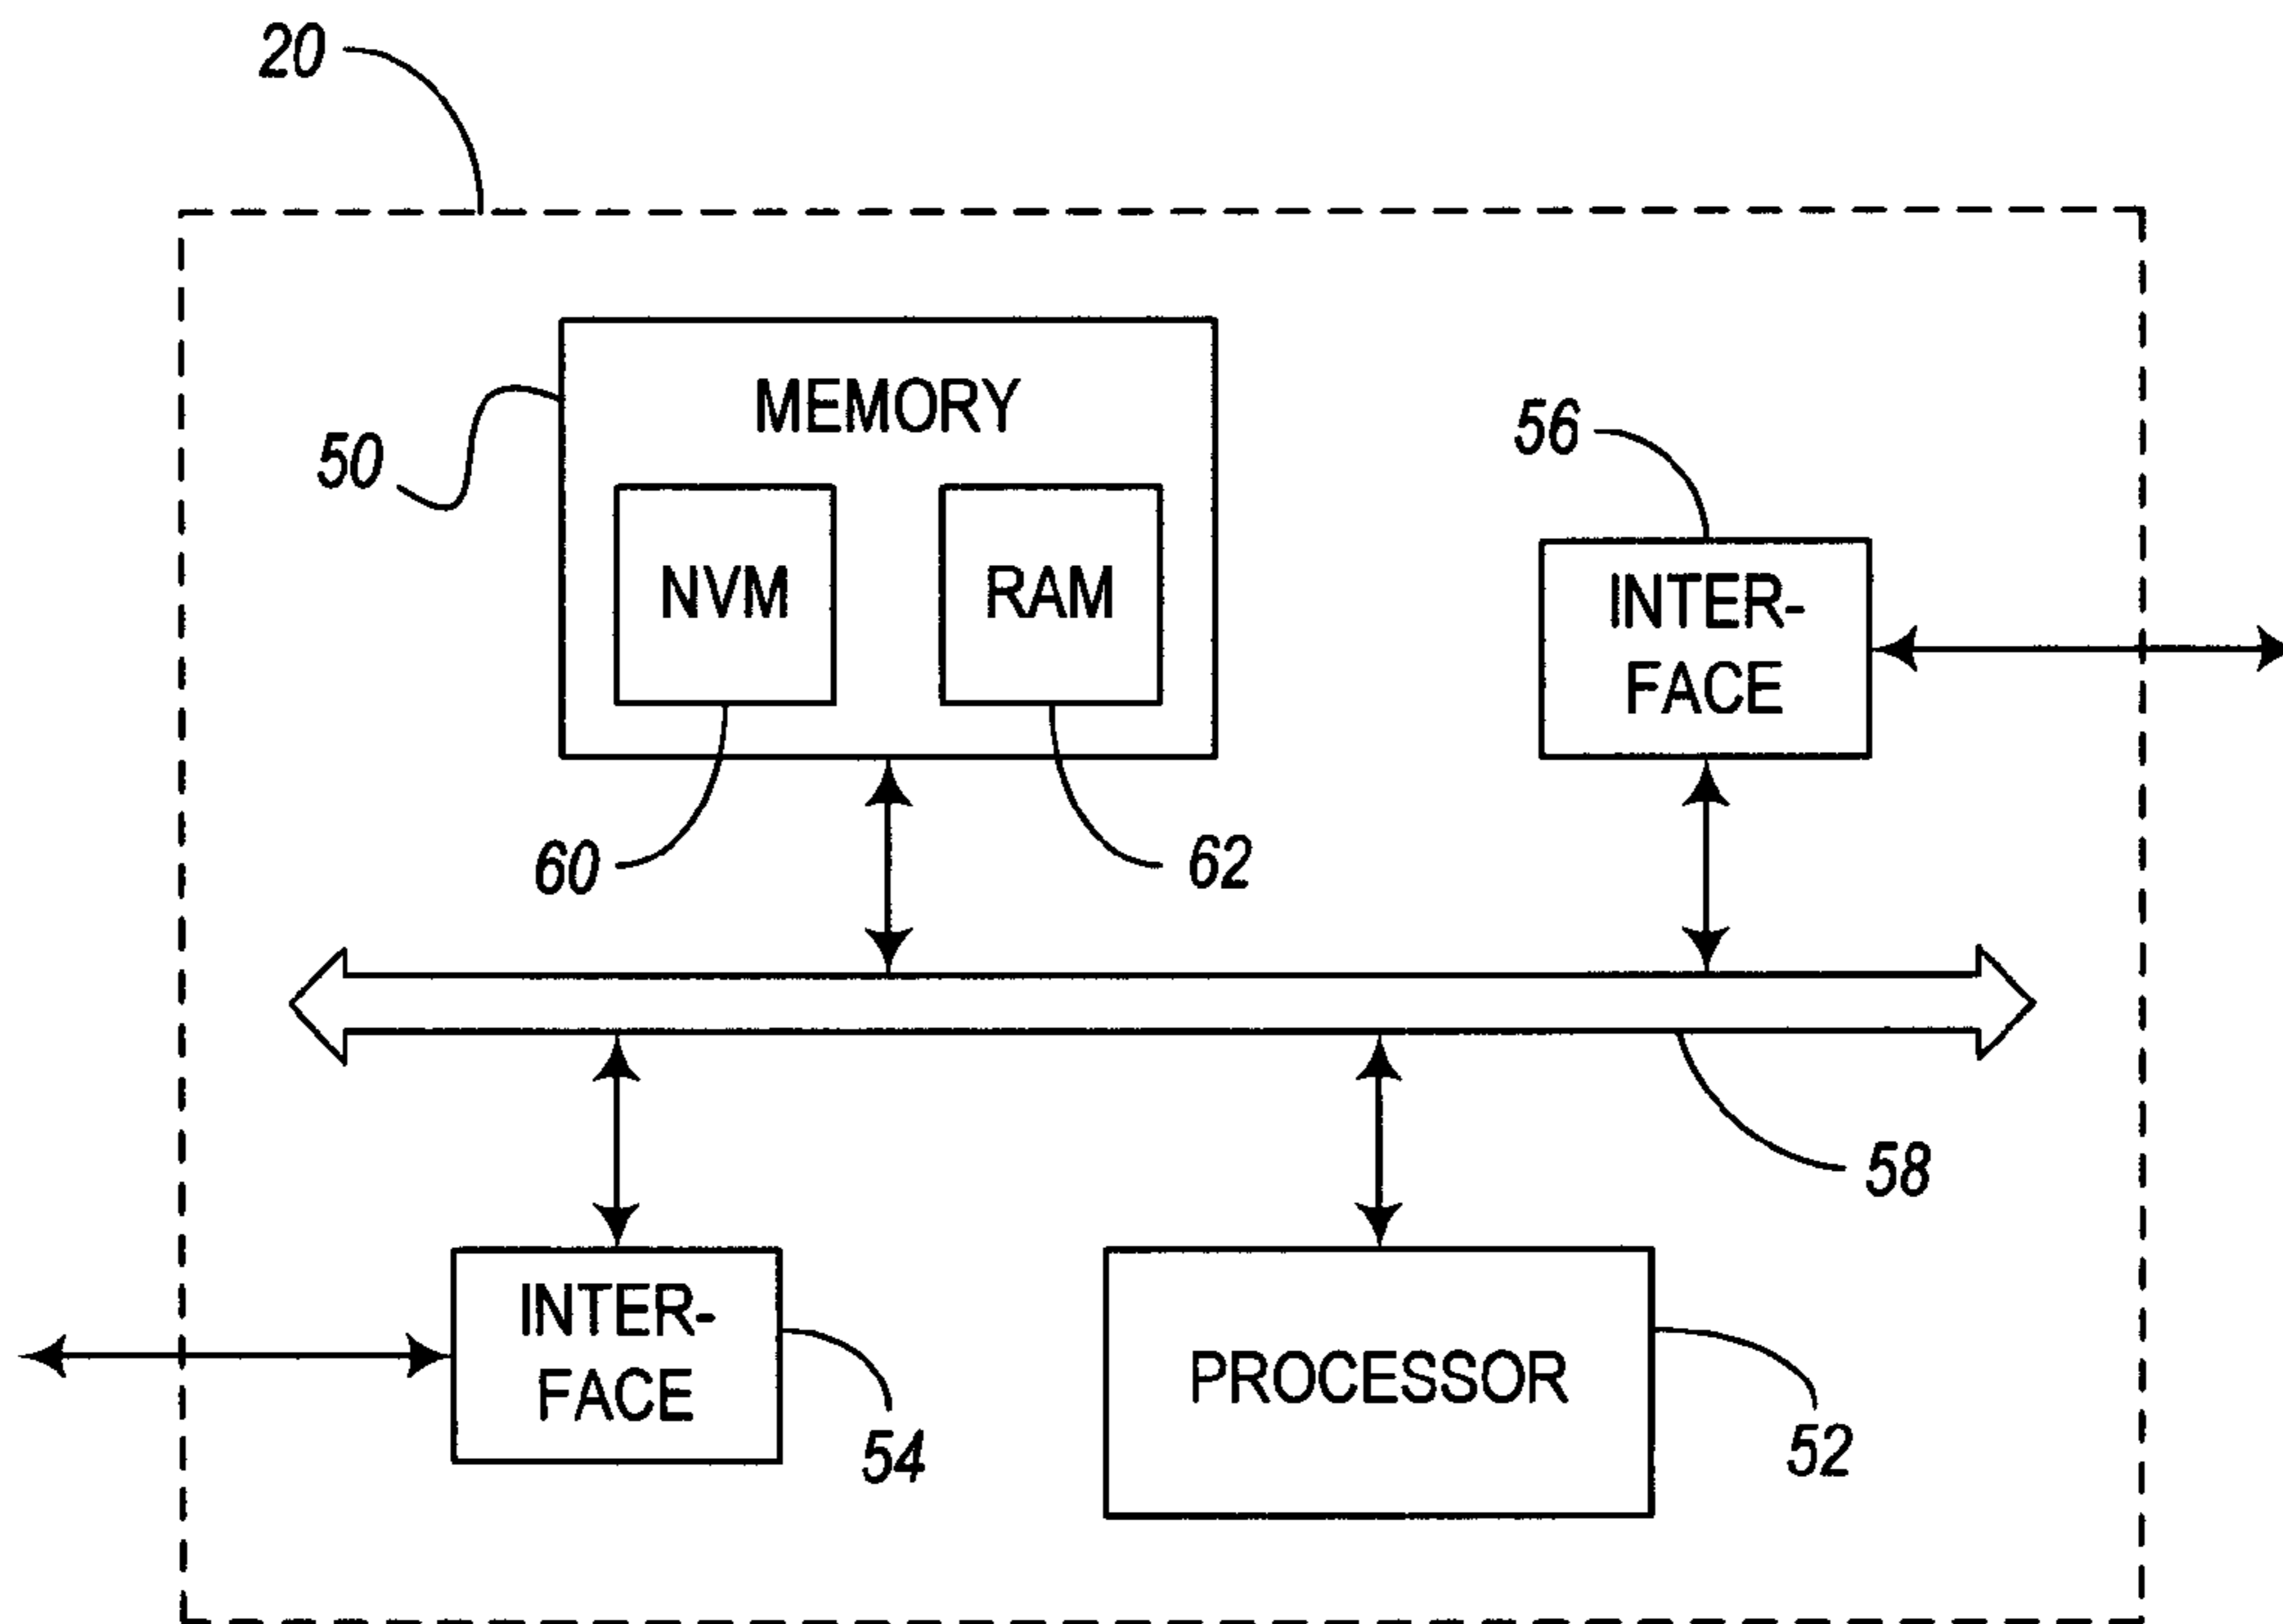 20
MEMORY
50
56
NVM
RAM
INTER-
FACE
60
62
58
INTER-
FACE
54
PROCESSOR
52